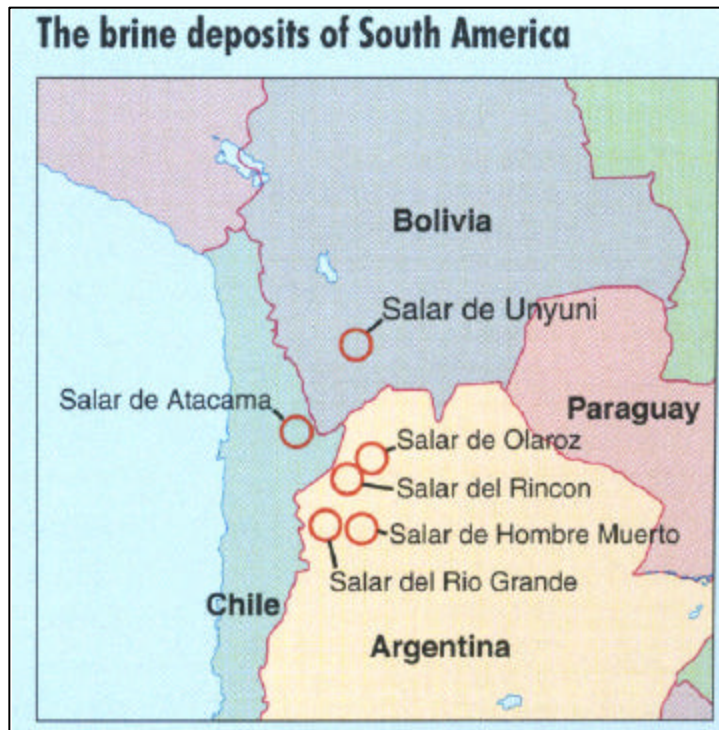 The brine deposits of South America
Bolivia
Salar de Unyuni
Salar de Atacama
Paraguay
Salar de Olaroz
Salar del Rincon
Salar de Hombre Muerto
Salar del Rio Grande
Chile
Argentina